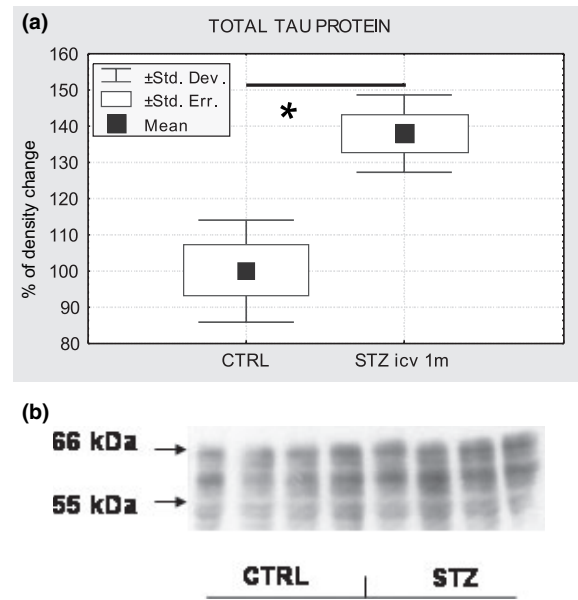 (a)
TOTAL TAU PROTEIN
160
150
140
130
120
110
100
90
80
% of density change
±Std. Dev.
±Std. Err.
Mean
*
CTRL STZ icv 1m
(b)
66 kDa
55 kDa
CTRL STZ